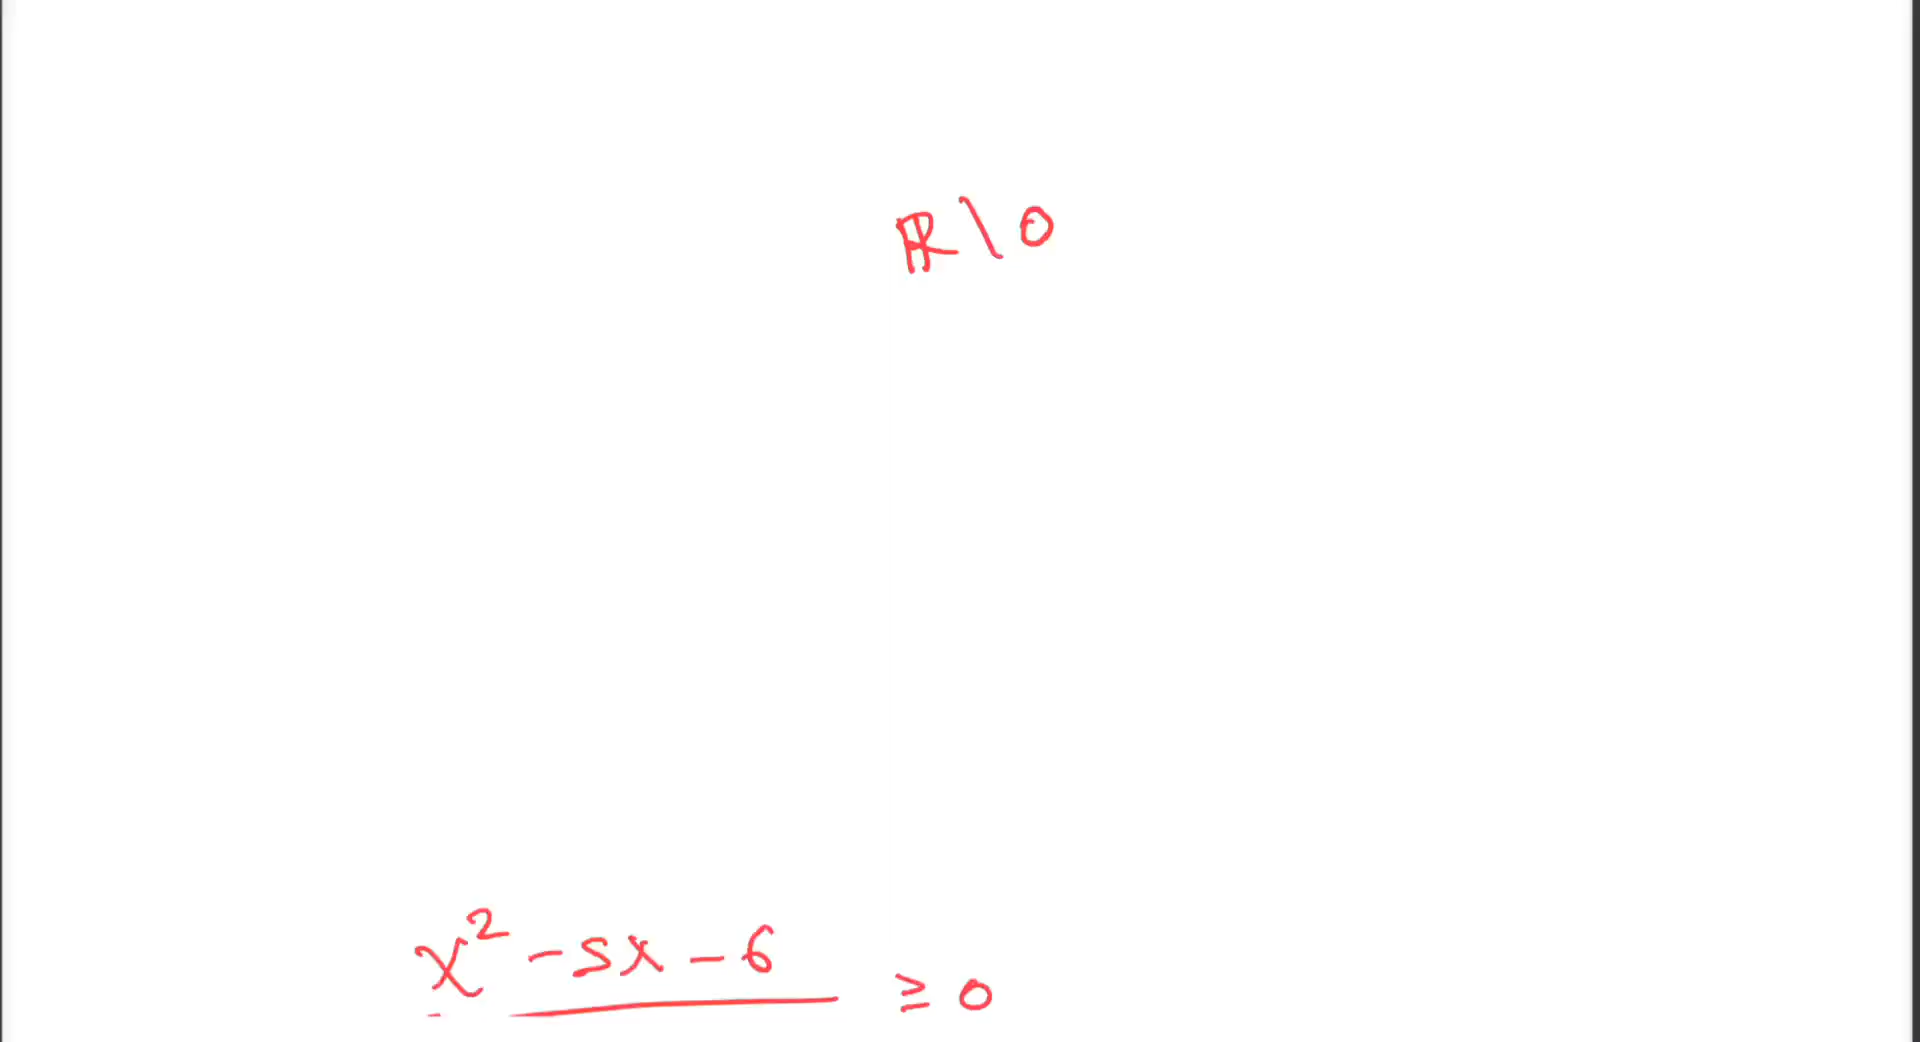 ℝ \ 0
x² - 5x - 6 ≥ 0